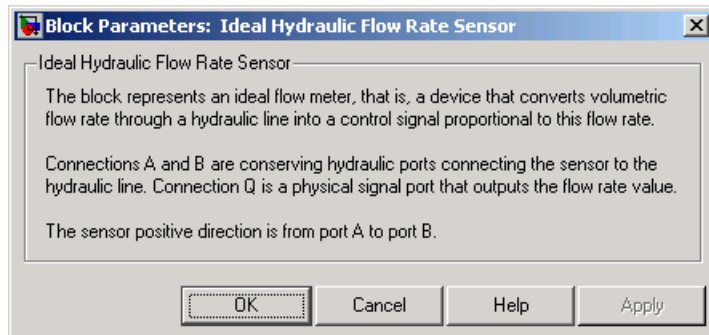 Block Parameters: Ideal Hydraulic Flow Rate Sensor
Ideal Hydraulic Flow Rate Sensor
The block represents an ideal flow meter, that is, a device that converts volumetric
flow rate through a hydraulic line into a control signal proportional to this flow rate.
Connections A and B are conserving hydraulic ports connecting the sensor to the
hydraulic line. Connection Q is a physical signal port that outputs the flow rate value.
The sensor positive direction is from port A to port B.
OK Cancel Help Apply